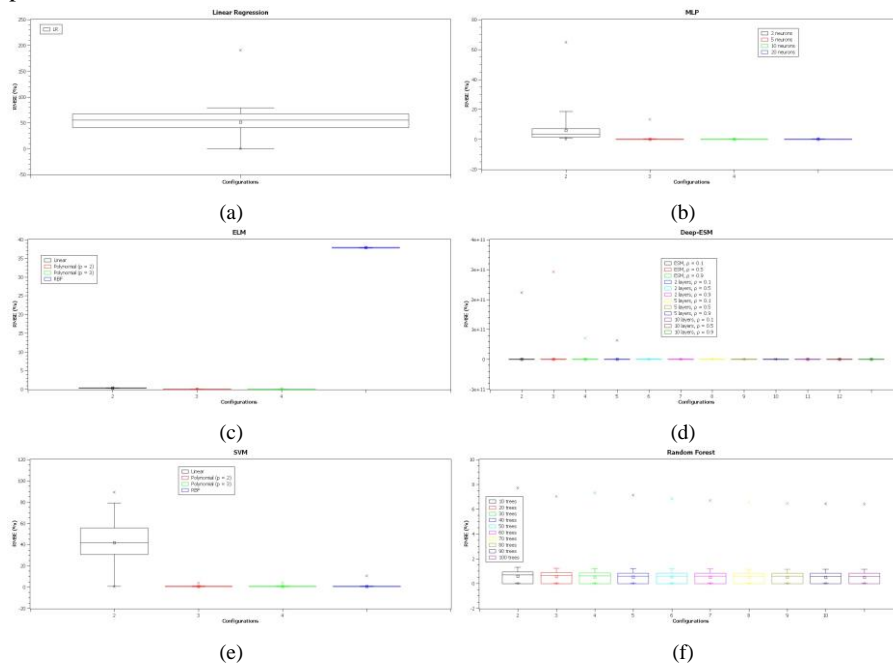 Linear Regression
LR
RMSE (%)
250
200
150
100
50
0
-50
Configurations
(a)
MLP
2 neurons
5 neurons
10 neurons
20 neurons
RMSE (%)
80
60
40
20
0
-20
2
3
4
Configurations
(b)
ELM
Linear
Polynomial (p = 2)
RBF
RMSE (%)
40
35
30
25
20
15
10
5
0
2
3
4
Configurations
(c)
Deep-ESM
ESM, ρ = 0.1
ESM, ρ = 0.5
ESM, ρ = 0.9
2 layers, ρ = 0.1
2 layers, ρ = 0.5
2 layers, ρ = 0.9
5 layers, ρ = 0.1
5 layers, ρ = 0.5
5 layers, ρ = 0.9
10 layers, ρ = 0.1
10 layers, ρ = 0.5
10 layers, ρ = 0.9
RMSE (%)
0
2
3
4
5
6
7
8
9
10
11
12
Configurations
(d)
SVM
Linear
Polynomial (p = 2)
RBF
RMSE (%)
120
100
80
60
40
20
0
-20
2
3
4
Configurations
(e)
Random Forest
10 trees
20 trees
30 trees
40 trees
50 trees
60 trees
70 trees
80 trees
90 trees
100 trees
RMSE (%)
10
8
6
4
2
0
-2
2
3
4
5
6
7
8
9
10
Configurations
(f)